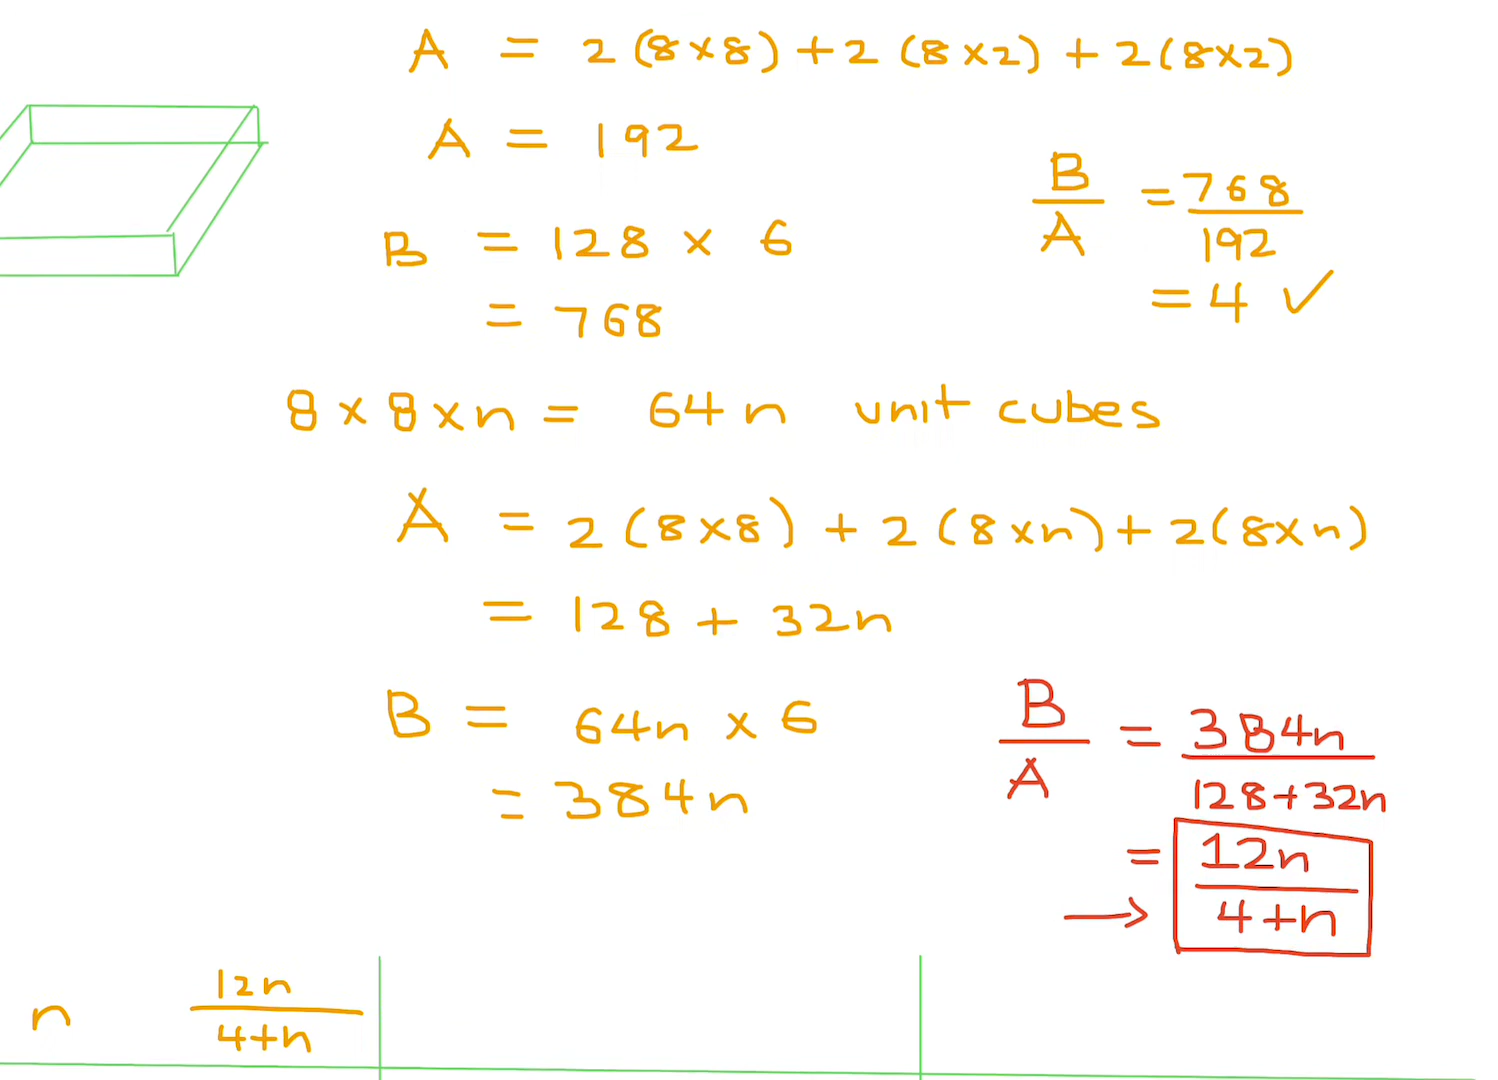 A = 2 (8×8) + 2 (8×2) + 2(8×2)
A = 192
B = 128 × 6
= 768
B/A = 768/192
= 4 ✓
8 × 8 × n = 64 n unit cubes
A = 2 (8×8) + 2 (8×n) + 2(8×n)
= 128 + 32n
B = 64n × 6
= 384n
B/A = 384n/128+32n
→ = 12n/4+n
n 12n/4+n